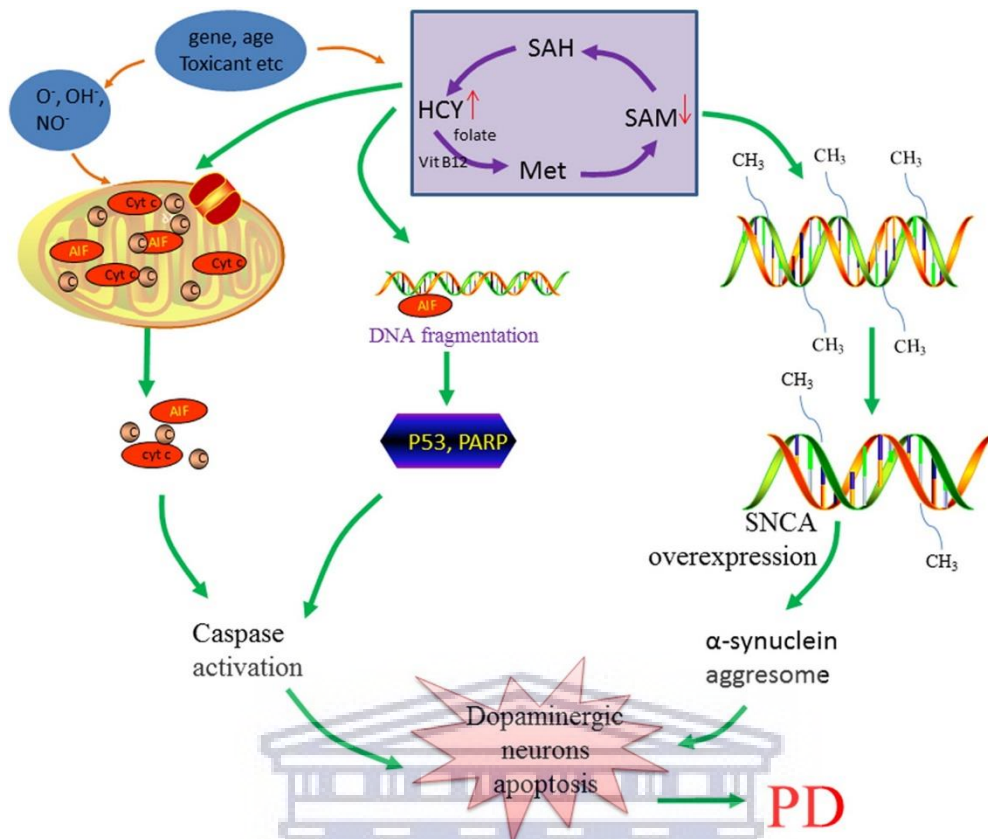 gene, age
Toxicant etc
O⁻, OH⁻,
NO⁻
SAH
HCY↑
SAM↓
folate
Vit B12
Met
Cyt c
C
C
C
AIF
AIF
C
C
Cyt c
C
Cyt c
C
C
AIF
DNA fragmentation
CH₃
CH₃
CH₃
CH₃
CH₃
AIF
C
C
cyt c
C
P53, PARP
CH₃
SNCA
overexpression
CH₃
Caspase
activation
α-synuclein
aggresome
Dopaminergic
neurons
apoptosis
PD